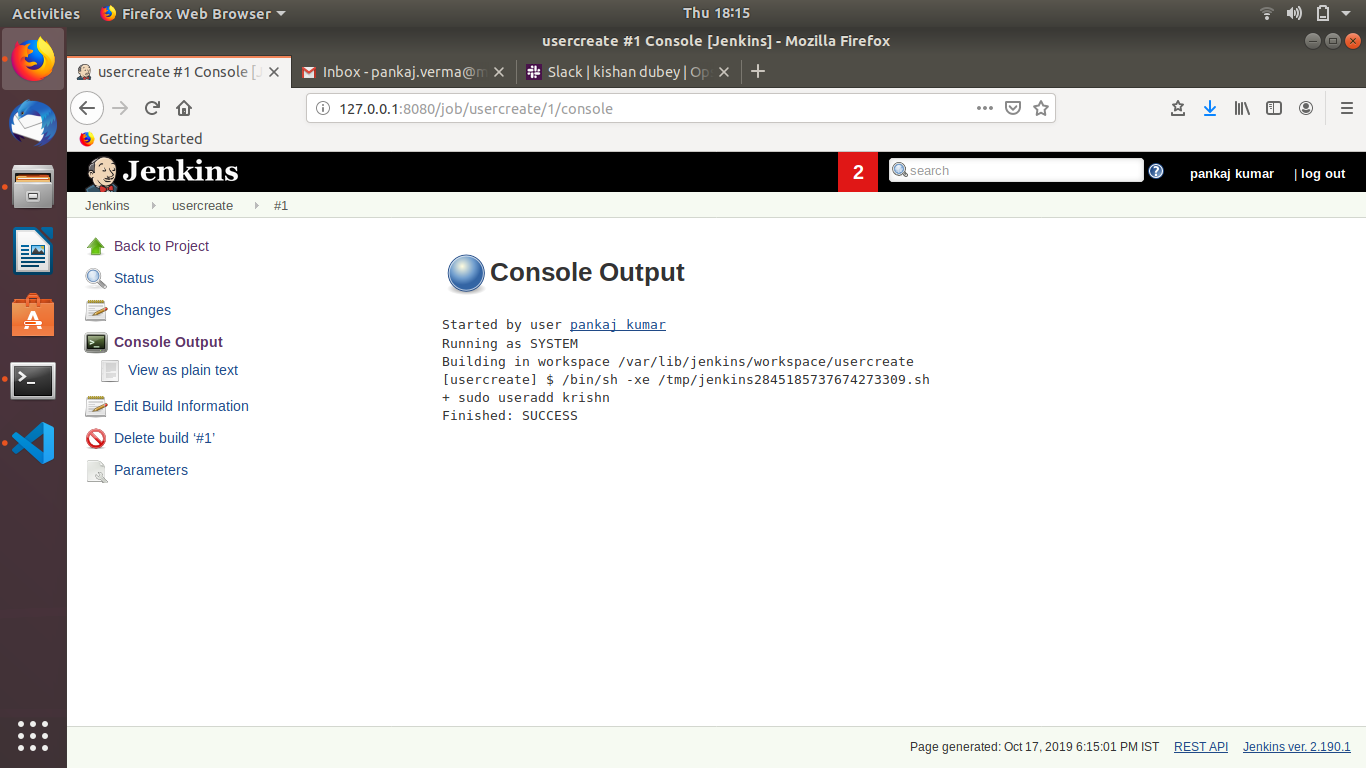 Activities Firefox Web Browser Thu 18:15
usercreate #1 Console [Jenkins] - Mozilla Firefox
usercreate #1 Console [J Inbox - pankaj.verma@m Slack | kishan dubey | Op
127.0.0.1:8080/job/usercreate/1/console
Getting Started
Jenkins 2 search pankaj kumar | log out
Jenkins usercreate #1
Back to Project
Status
Changes
Console Output
View as plain text
Edit Build Information
Delete build ‘#1’
Parameters
Console Output
Started by user pankaj kumar
Running as SYSTEM
Building in workspace /var/lib/jenkins/workspace/usercreate
[usercreate] $ /bin/sh -xe /tmp/jenkins2845185737674273309.sh
+ sudo useradd krishn
Finished: SUCCESS
Page generated: Oct 17, 2019 6:15:01 PM IST REST API Jenkins ver. 2.190.1